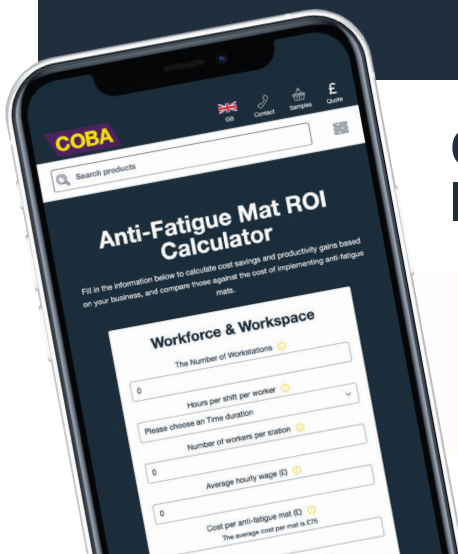 GB
Contact
Samples
£
Quote
COBA
Search products
Anti-Fatigue Mat ROI
Calculator
Fill in the information below to calculate cost savings and productivity gains based
on your business, and compare those against the cost of implementing anti-fatigue
mats.
Workforce & Workspace
The Number of Workstations
0
Hours per shift per worker
Please choose an Time duration
Number of workers per station
0
Average hourly wage (£)
0
Cost per anti-fatigue mat (£)
The average cost per mat is £75